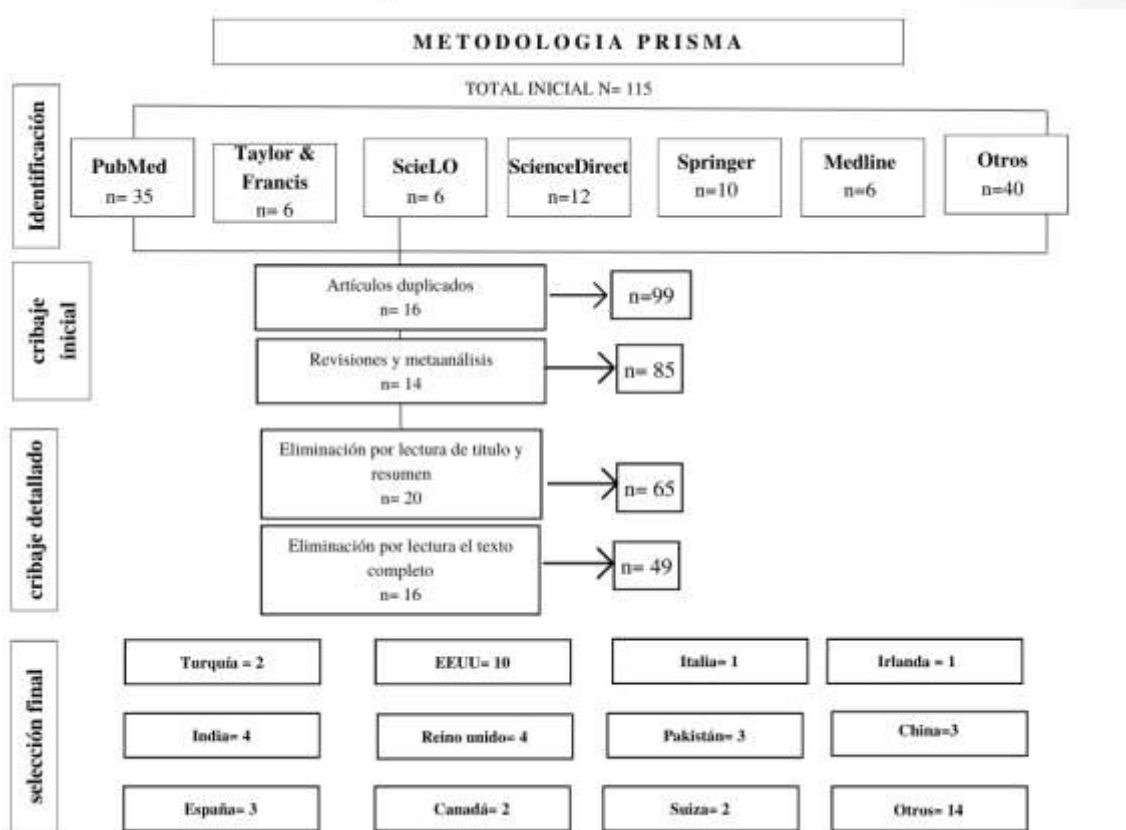 METODOLOGIA PRISMA
TOTAL INICIAL N= 115
Identificación
PubMed
n= 35
Taylor &
Francis
n= 6
ScieLO
n= 6
ScienceDirect
n=12
Springer
n=10
Medline
n=6
Otros
n=40
cribaje
inicial
Artículos duplicados
n= 16
n=99
Revisiones y metaanálisis
n= 14
n= 85
cribaje detallado
Eliminación por lectura de titulo y
resumen
n= 20
n= 65
Eliminación por lectura el texto
completo
n= 16
n= 49
selección final
Turquía = 2
EEUU= 10
Italia= 1
Irlanda = 1
India= 4
Reino unido= 4
Pakistán= 3
China=3
España= 3
Canadá= 2
Suiza= 2
Otros= 14